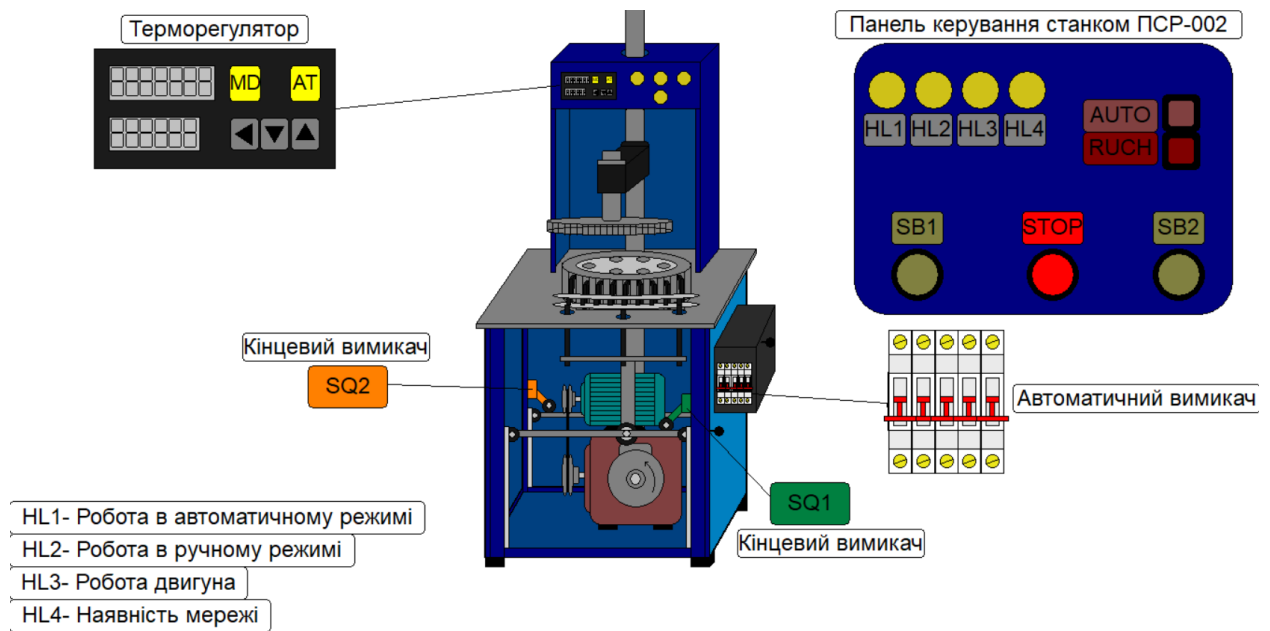 Терморегулятор
MD
AT
Панель керування станком ПСР-002
HL1
HL2
HL3
HL4
AUTO
RUCH
SB1
STOP
SB2
Кінцевий вимикач
SQ2
Автоматичний вимикач
SQ1
Кінцевий вимикач
HL1- Робота в автоматичному режимі
HL2- Робота в ручному режимі
HL3- Робота двигуна
HL4- Наявність мережі